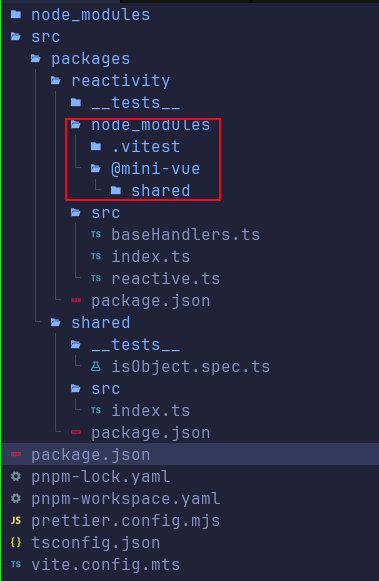 node_modules
src
packages
reactivity
__tests__
node_modules
.vitest
@mini-vue
shared
src
TS baseHandlers.ts
TS index.ts
TS reactive.ts
package.json
shared
__tests__
isObject.spec.ts
src
TS index.ts
package.json
package.json
pnpm-lock.yaml
pnpm-workspace.yaml
JS prettier.config.mjs
{} tsconfig.json
TS vite.config.mts